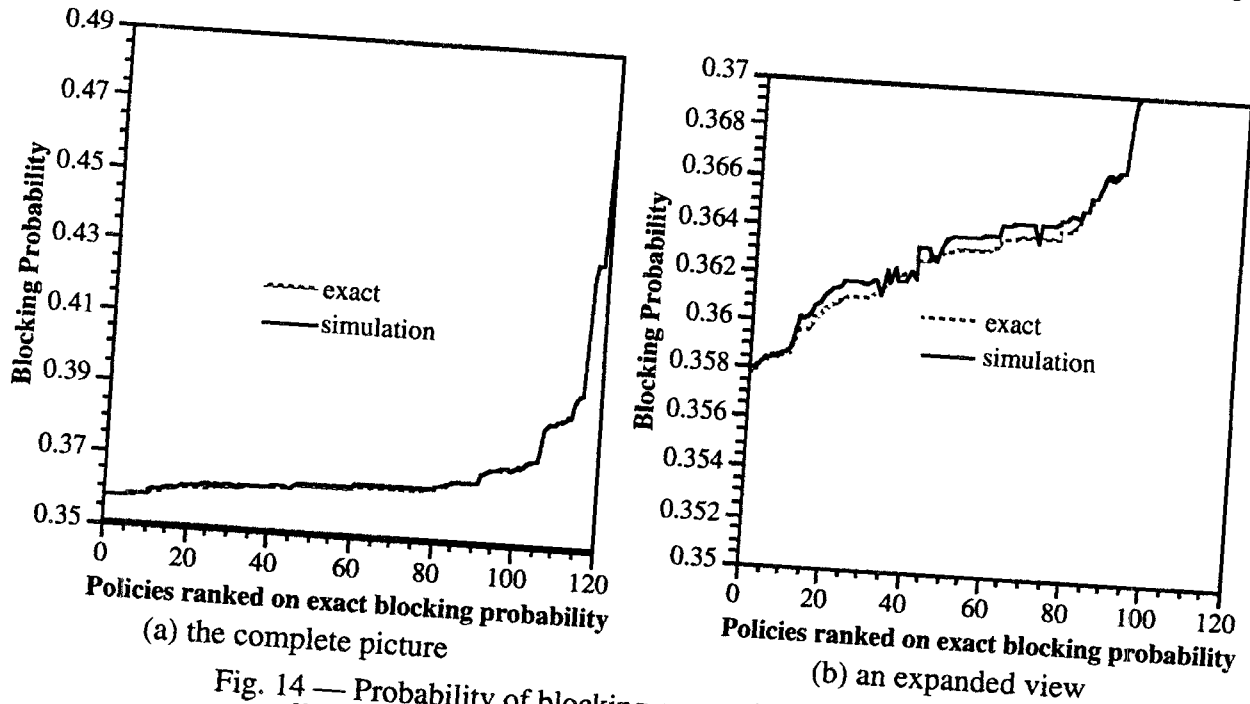 0.49
0.47
0.45
0.43
0.41
0.39
0.37
0.35
Blocking Probability
exact
simulation
0 20 40 60 80 100 120
Policies ranked on exact blocking probability
(a) the complete picture
0.37
0.368
0.366
0.364
0.362
0.36
0.358
0.356
0.354
0.352
0.35
Blocking Probability
exact
simulation
0 20 40 60 80 100 120
Policies ranked on exact blocking probability
(b) an expanded view
Fig. 14 — Probability of blocking